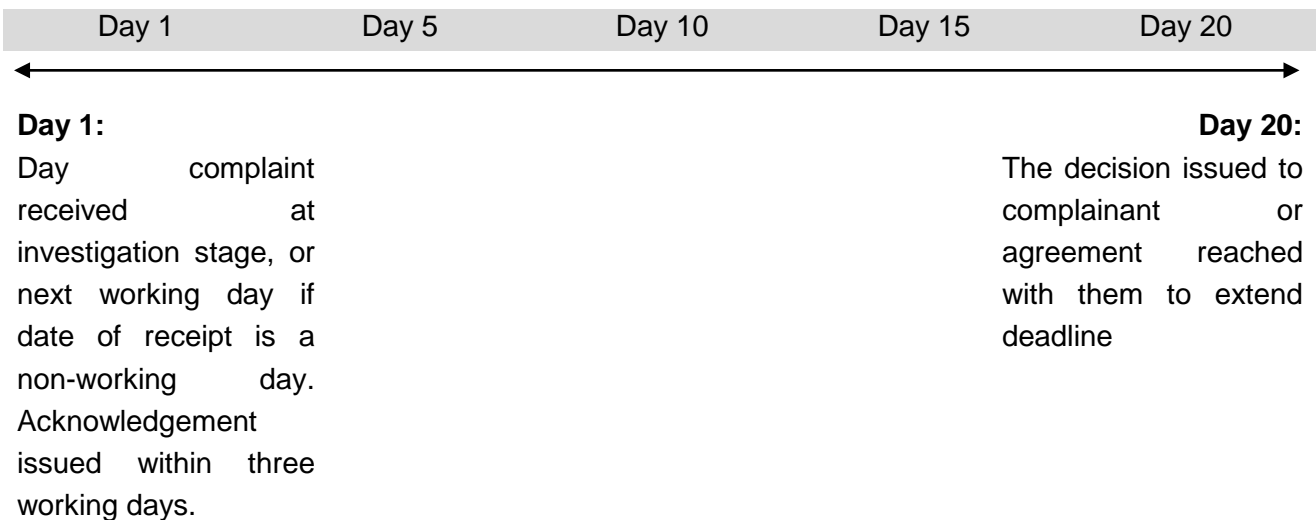 Day 1 Day 5 Day 10 Day 15 Day 20
Day 1:
Day complaint
received at
investigation stage, or
next working day if
date of receipt is a
non-working day.
Acknowledgement
issued within three
working days.
Day 20:
The decision issued to
complainant or
agreement reached
with them to extend
deadline